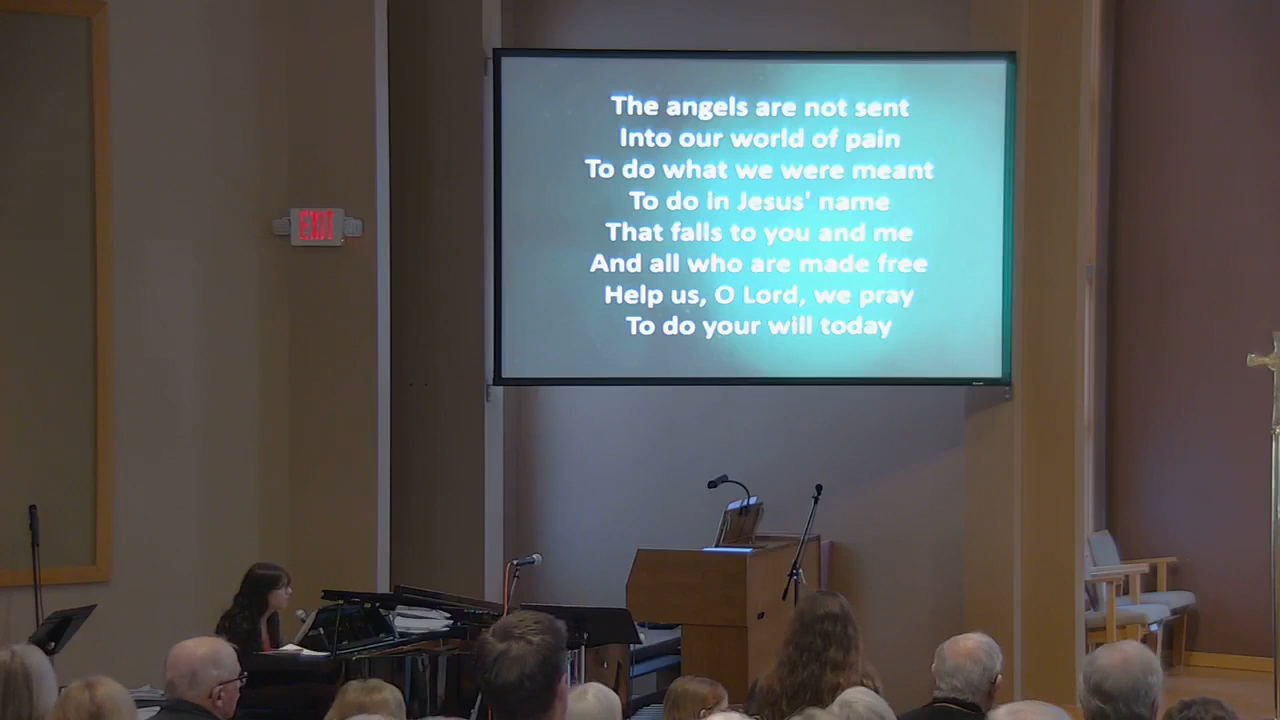 The angels are not sent
Into our world of pain
To do what we were meant
To do in Jesus' name
That falls to you and me
And all who are made free
Help us, O Lord, we pray
To do your will today
EXIT